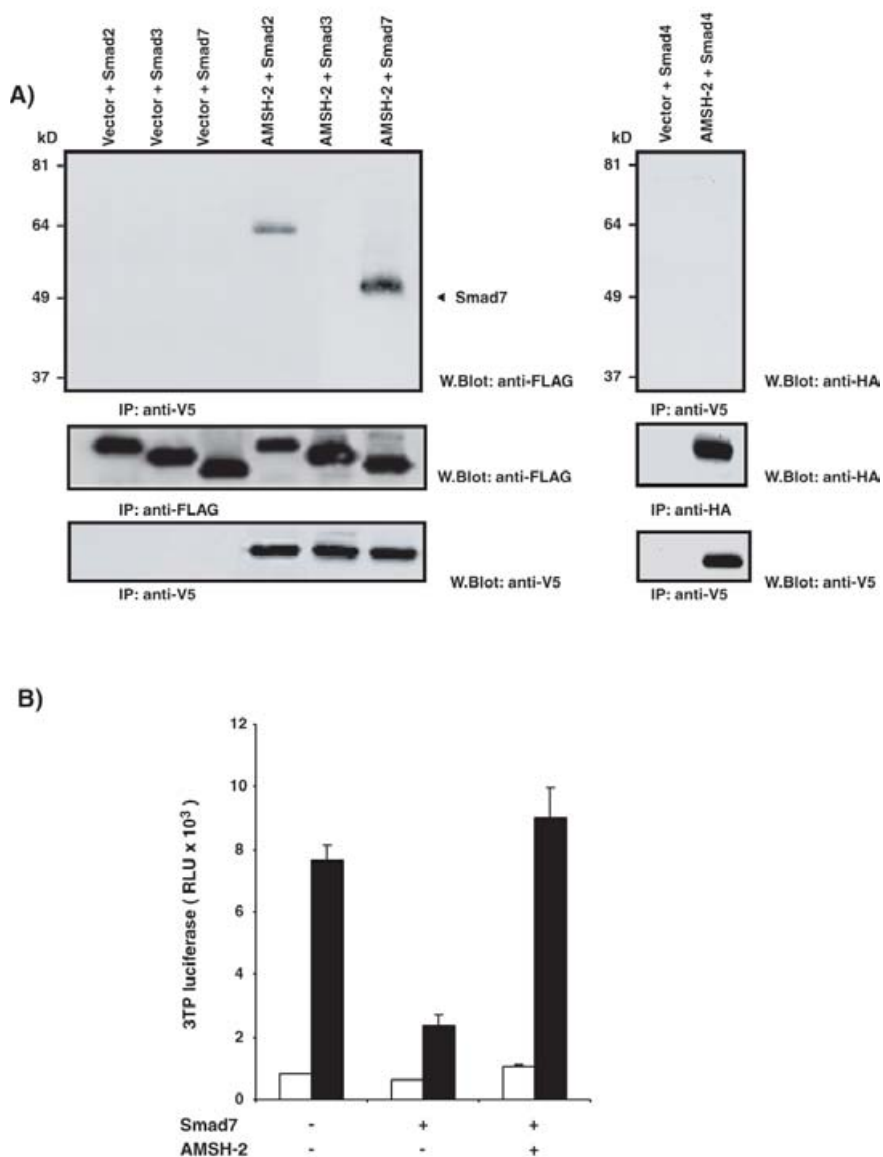 A)
Vector + Smad2
Vector + Smad3
Vector + Smad7
AMSH-2 + Smad2
AMSH-2 + Smad3
AMSH-2 + Smad7
kD
81
64
49
37
Smad7
W.Blot: anti-FLAG
IP: anti-V5
W.Blot: anti-FLAG
IP: anti-FLAG
W.Blot: anti-V5
IP: anti-V5
Vector + Smad4
AMSH-2 + Smad4
kD
81
64
49
37
W.Blot: anti-HA
IP: anti-V5
W.Blot: anti-HA
IP: anti-HA
W.Blot: anti-V5
IP: anti-V5
B)
3TP luciferase ( RLU x 10³ )
12
10
8
6
4
2
0
Smad7 - + +
AMSH-2 - - +